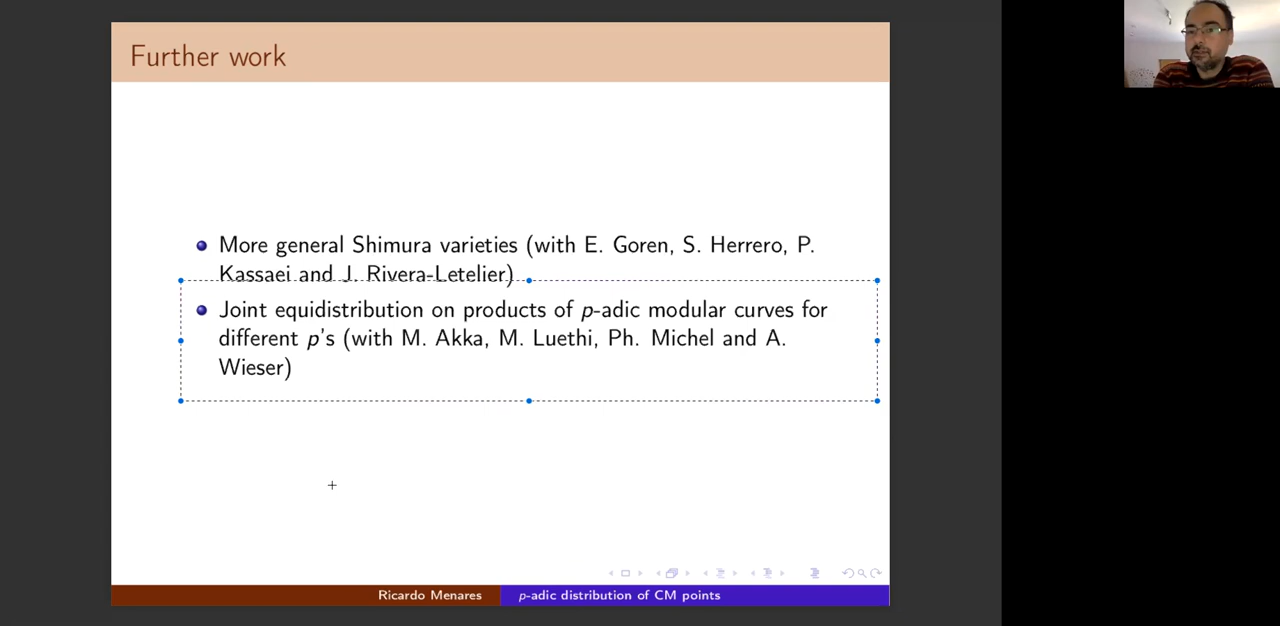 Further work
More general Shimura varieties (with E. Goren, S. Herrero, P.
Kassaei and J. Rivera-Letelier)
Joint equidistribution on products of p-adic modular curves for
different p's (with M. Akka, M. Luethi, Ph. Michel and A.
Wieser)
Ricardo Menares
p-adic distribution of CM points